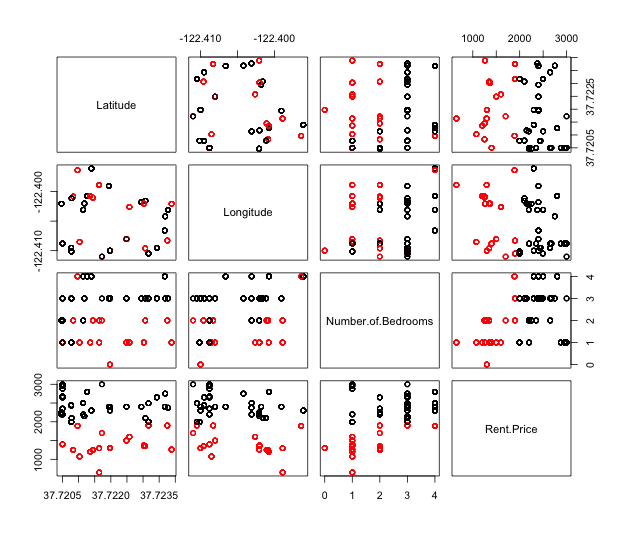 -122.410 -122.400 1000 2000 3000
Latitude
37.7205 37.7225
-122.410 -122.400
Longitude
Number.of.Bedrooms
0 1 2 3 4
1000 2000 3000
Rent.Price
37.7205 37.7220 37.7235 0 1 2 3 4